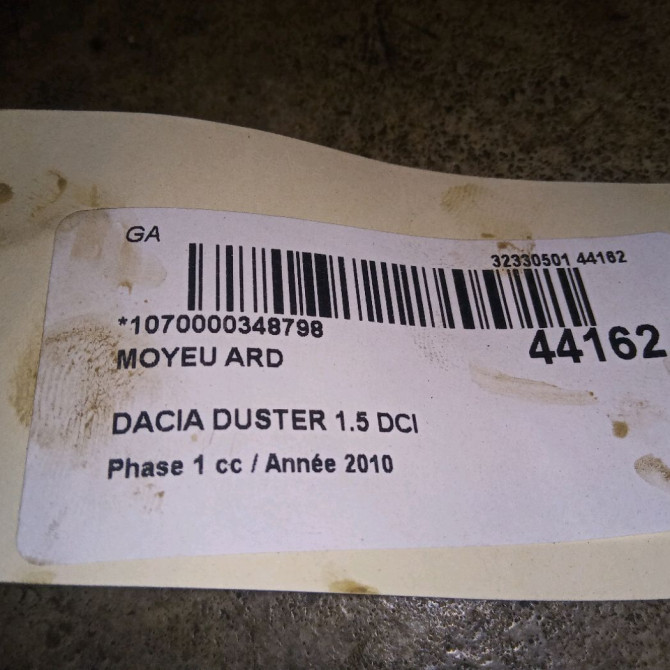 GA
32330501 44162
*1070000348798
44162
MOYEU ARD
DACIA DUSTER 1.5 DCI
Phase 1 cc / Année 2010